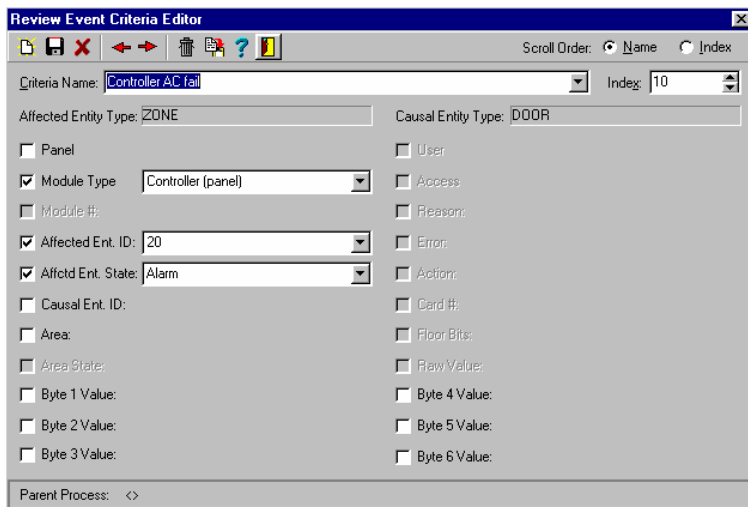 Review Event Criteria Editor
Scroll Order: Name Index
Criteria Name: Controller AC fail Index: 10
Affected Entity Type: ZONE Causal Entity Type: DOOR
Panel User
Module Type Controller (panel) Access
Module #: Reason:
Affected Ent. ID: 20 Error:
Affctd Ent. State: Alarm Action:
Causal Ent. ID: Card #:
Area: Floor Bits:
Area State: Raw Value:
Byte 1 Value: Byte 4 Value:
Byte 2 Value: Byte 5 Value:
Byte 3 Value: Byte 6 Value:
Parent Process: <>